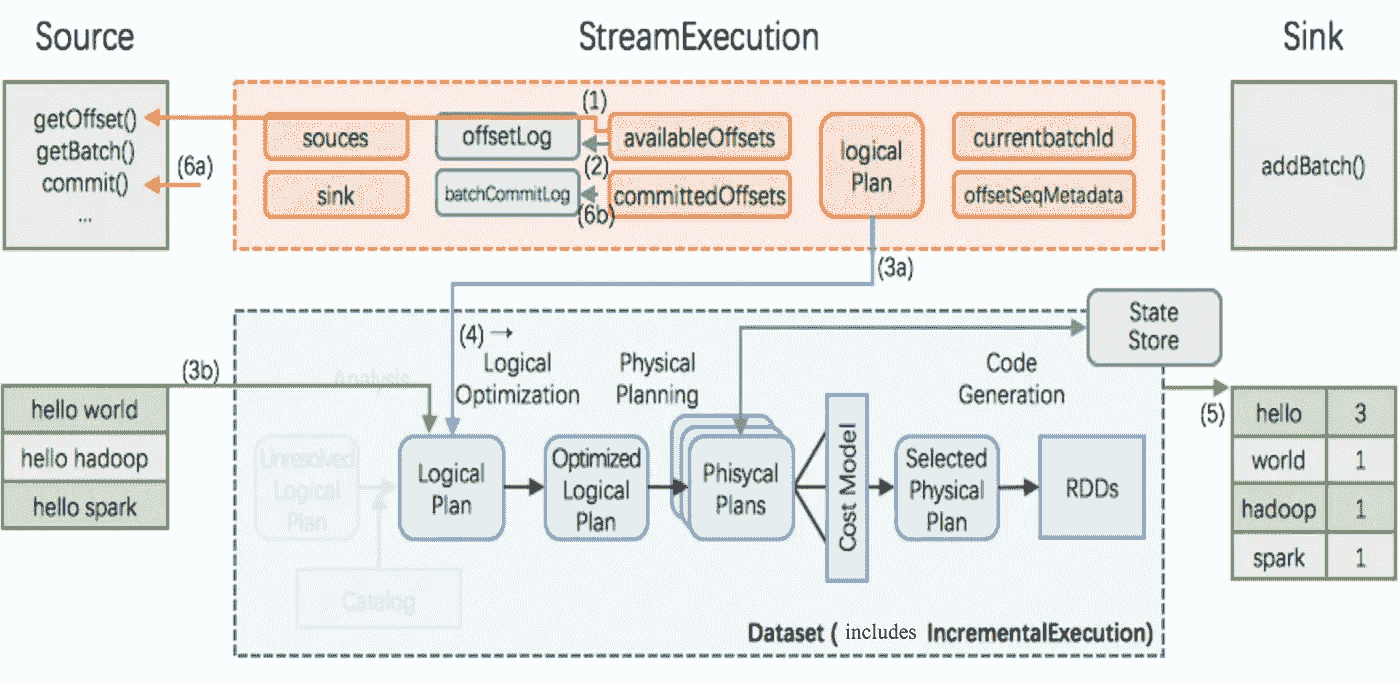 Source
StreamExecution
Sink
getOffset()
getBatch()
commit()
...
(6a)
(1)
souces
offsetLog
availableOffsets
(2)
sink
batchCommitLog
committedOffsets
(6b)
logical
Plan
currentbatchId
offsetSeqMetadata
addBatch()
(3a)
(3b)
hello world
hello hadoop
hello spark
Analysis
(4)
Logical
Optimization
Physical
Planning
Code
Generation
State
Store
Unresolved
Logical
Plan
Catalog
Logical
Plan
Optimized
Logical
Plan
Phisycal
Plans
Cost Model
Selected
Physical
Plan
RDDs
(5)
hello 3
world 1
hadoop 1
spark 1
Dataset ( includes IncrementalExecution)